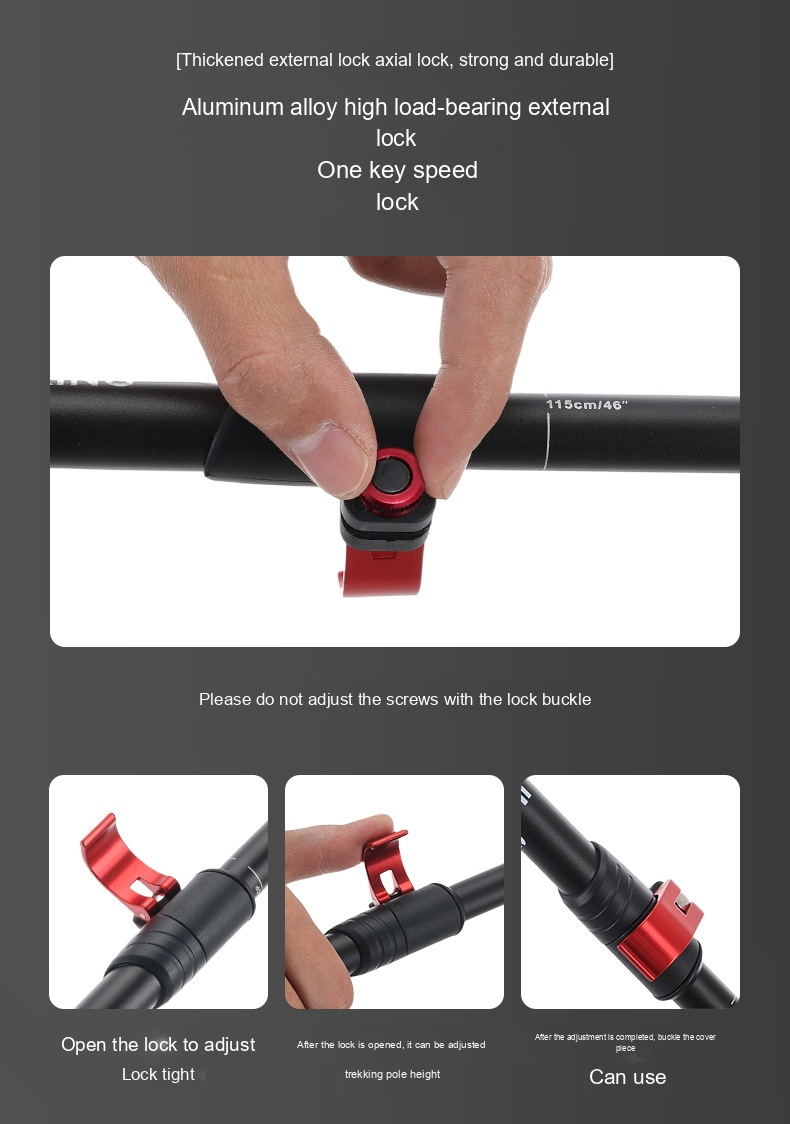 [Thickened external lock axial lock, strong and durable]
Aluminum alloy high load-bearing external
lock
One key speed
lock
115cm/46"
Please do not adjust the screws with the lock buckle
Open the lock to adjust
Lock tight
After the lock is opened, it can be adjusted
trekking pole height
After the adjustment is completed, buckle the cover
piece
Can use